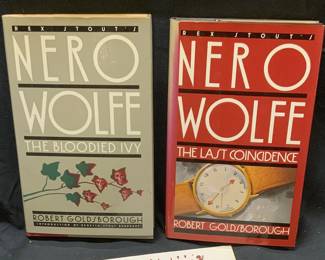 REX STOUT'S
NERO
WOLFE
THE BLOODIED IVY
ROBERT GOLDSBOROUGH
REX STOUT'S
NERO
WOLFE
THE LAST COINCIDENCE
ROBERT GOLDSBOROUGH